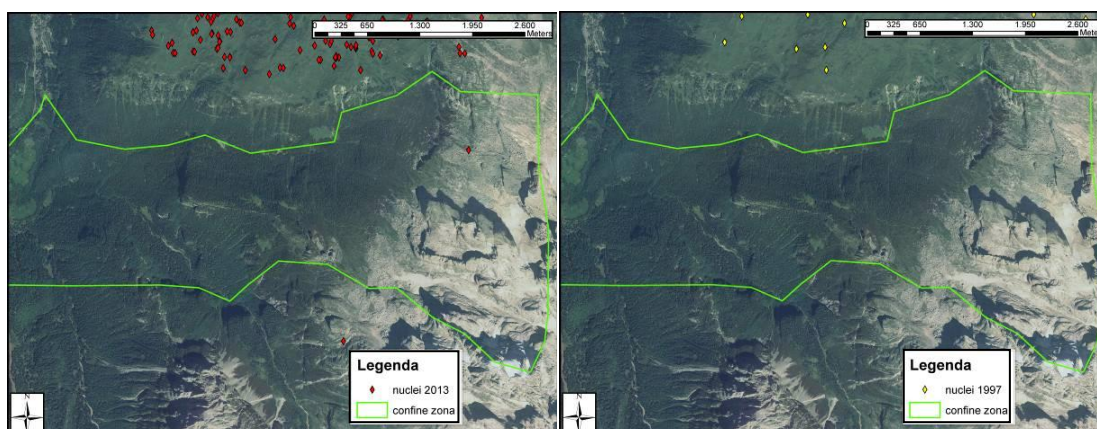 0 325 650 1.300 1.950 2.600
Meters
Legenda
nuclei 2013
confine zona
N
0 325 650 1.300 1.950 2.600
Meters
Legenda
nuclei 1997
confine zona
N